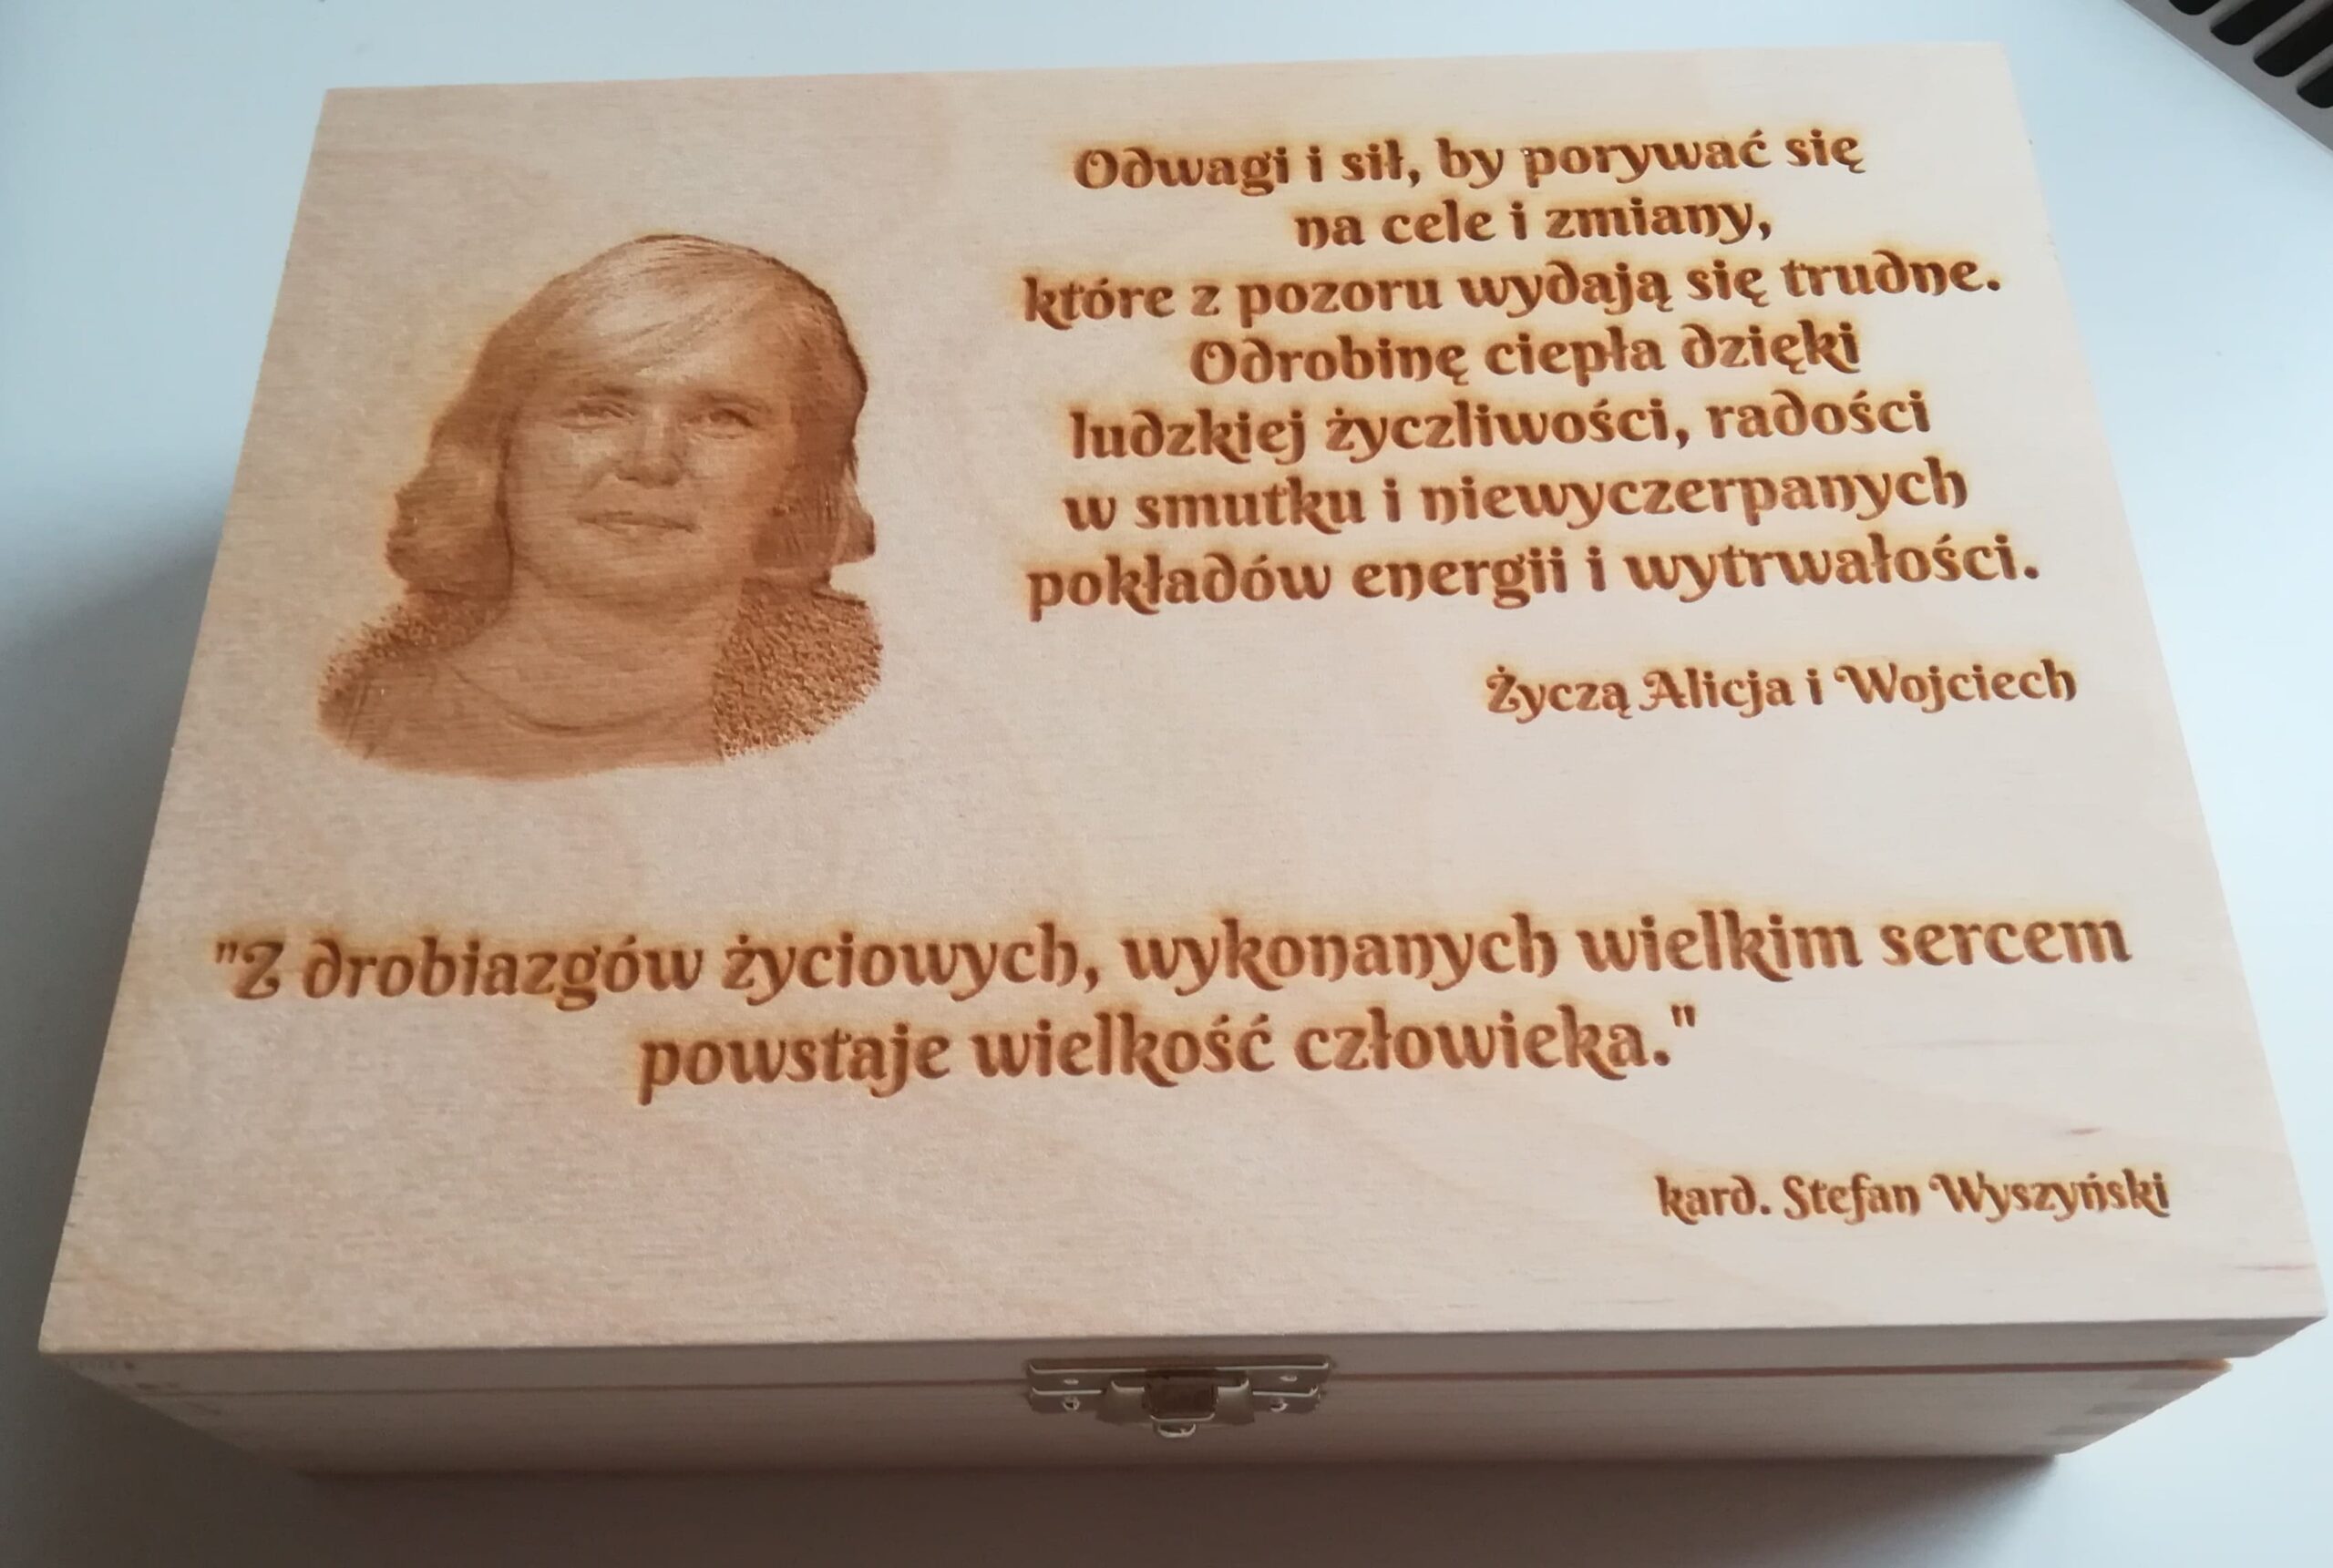 Odwagi i sił, by porywać się
na cele i zmiany,
które z pozoru wydają się trudne.
Odrobinę ciepła dzięki
ludzkiej życzliwości, radości
w smutku i niewyczerpanych
pokładów energii i wytrwałości.
Życzą Alicja i Wojciech
"Z drobiazgów życiowych, wykonanych wielkim sercem
powstaje wielkość człowieka."
kard. Stefan Wyszyński